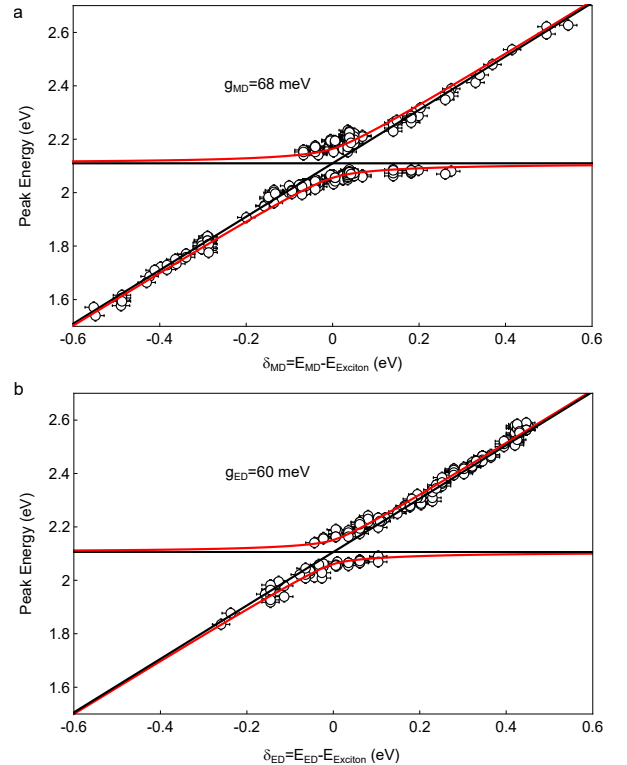 a
2.6
2.4
2.2
2.0
1.8
1.6
Peak Energy (eV)
g_MD=68 meV
-0.6 -0.4 -0.2 0 0.2 0.4 0.6
δ_MD=E_MD-E_Exciton (eV)
b
2.6
2.4
2.2
2.0
1.8
1.6
Peak Energy (eV)
g_ED=60 meV
-0.6 -0.4 -0.2 0 0.2 0.4 0.6
δ_ED=E_ED-E_Exciton (eV)